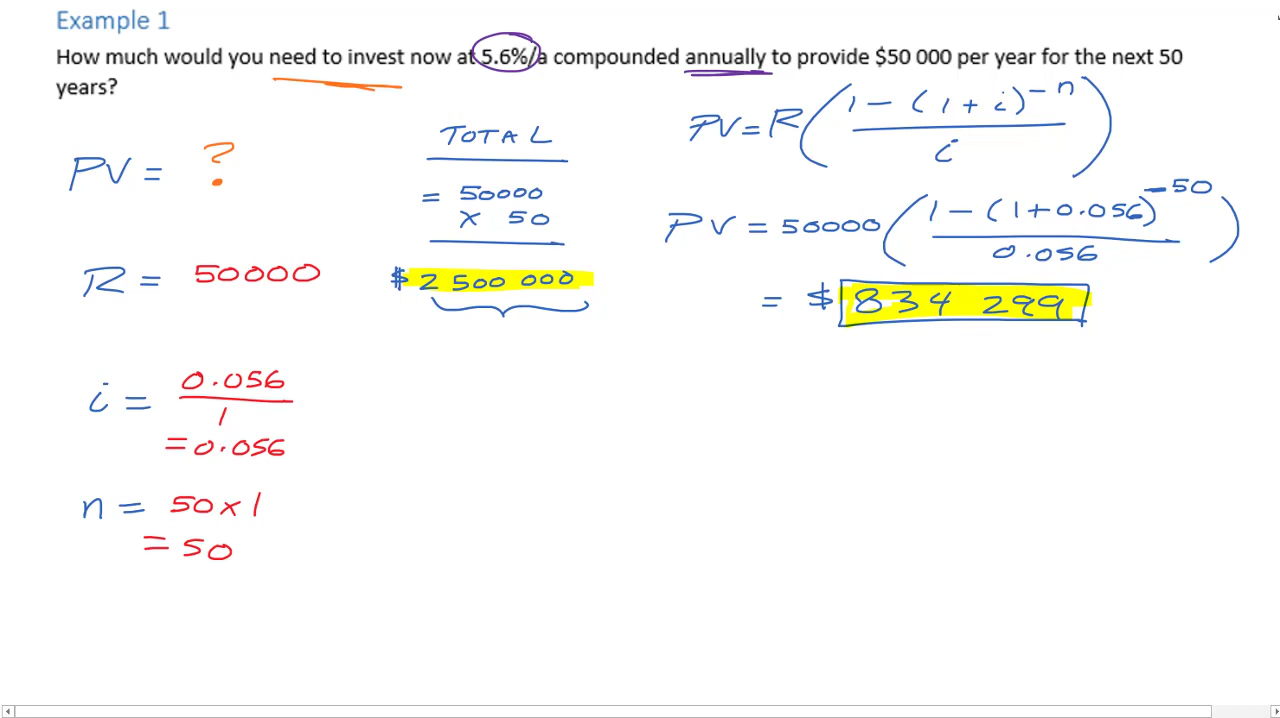 Example 1
How much would you need to invest now at 5.6%/a compounded annually to provide $50 000 per year for the next 50
years?
PV = ?
R = 50000
i = 0.056
1
= 0.056
n = 50 x 1
= 50
TOTAL
= 50000
x 50
$ 2 500 000
PV = R ( 1 - (1 + i)^-n
i )
PV = 50000 ( 1 - (1 + 0.056)^-50
0.056 )
= $ 834 299